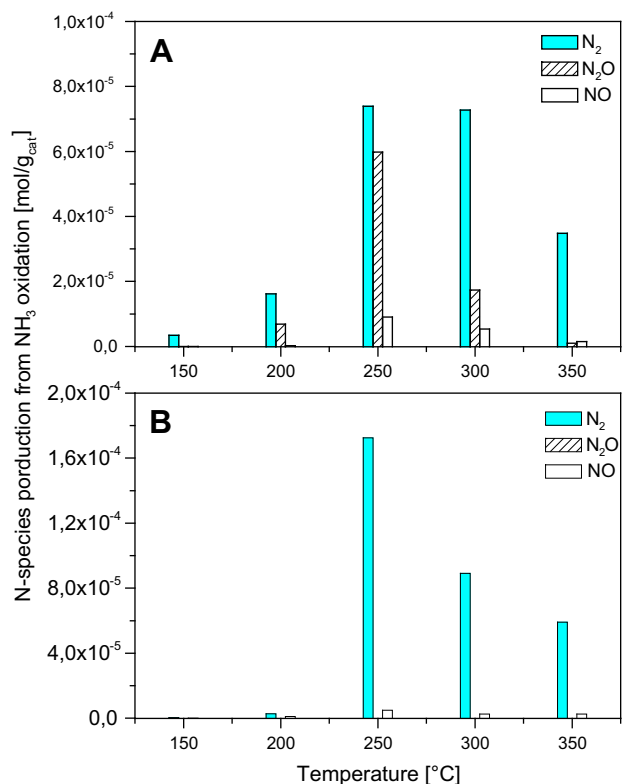 N-species porduction from NH₃ oxidation [mol/g_cat]
A
N₂
N₂O
NO
1,0x10⁻⁴
8,0x10⁻⁵
6,0x10⁻⁵
4,0x10⁻⁵
2,0x10⁻⁵
0,0
150 200 250 300 350
B
N₂
N₂O
NO
2,0x10⁻⁴
1,6x10⁻⁴
1,2x10⁻⁴
8,0x10⁻⁵
4,0x10⁻⁵
0,0
150 200 250 300 350
Temperature [°C]